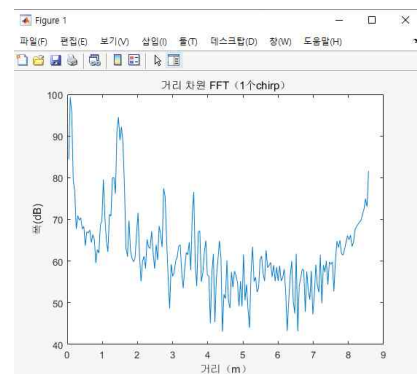 Figure 1
파일(F) 편집(E) 보기(V) 삽입(I) 툴(T) 데스크탑(D) 창(W) 도움말(H)
거리 차원 FFT（1个chirp）
100
90
80
70
60
50
40
폭(dB)
0 1 2 3 4 5 6 7 8 9
거리（m）